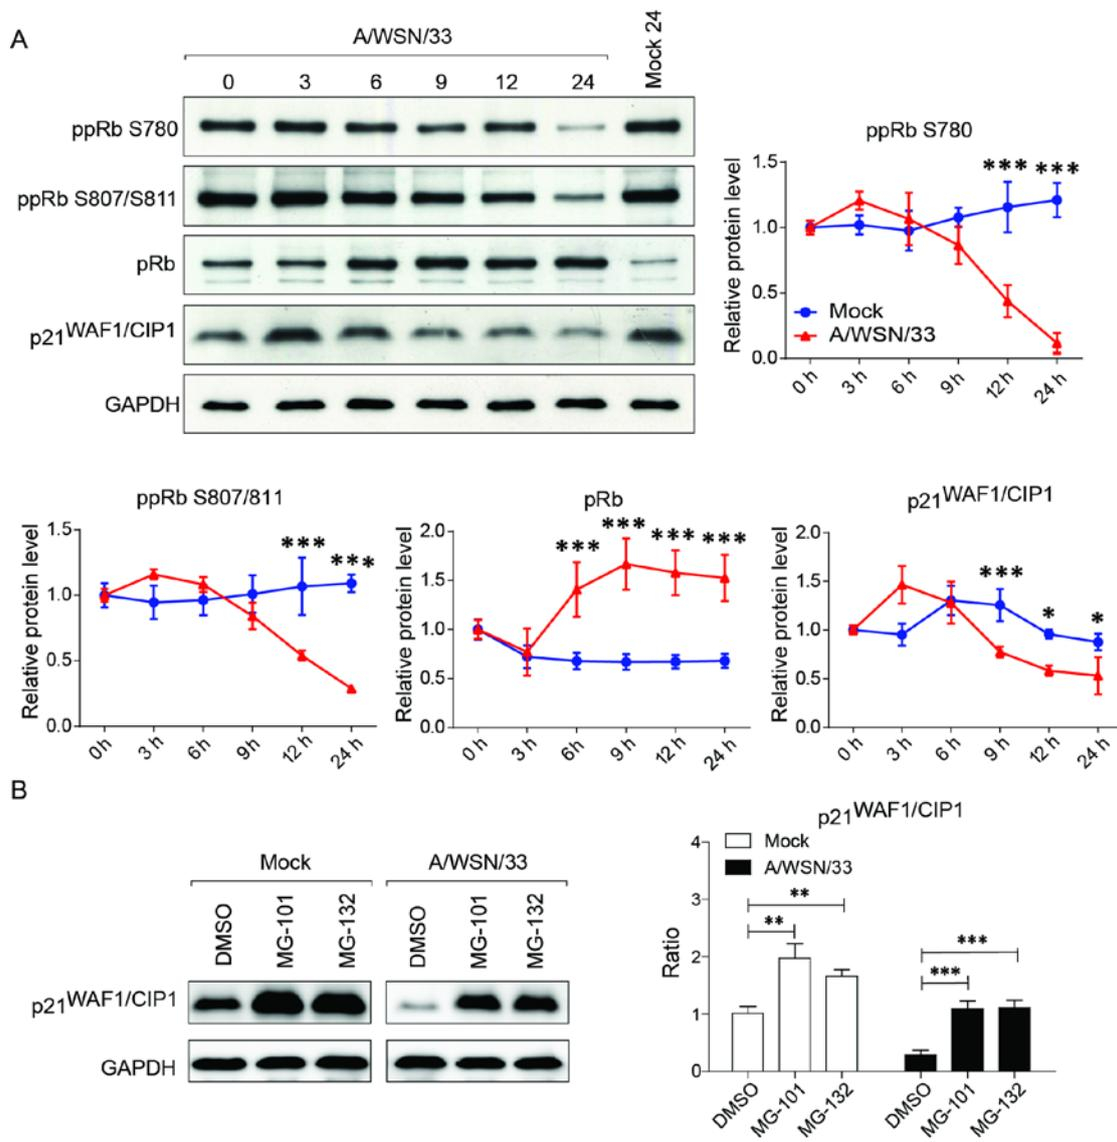 A
A/WSN/33
0 3 6 9 12 24 Mock 24
ppRb S780
ppRb S807/S811
pRb
p21WAF1/CIP1
GAPDH
ppRb S780
Relative protein level
1.5
1.0
0.5
0.0
*** ***
Mock
A/WSN/33
0 h 3 h 6 h 9 h 12 h 24 h
ppRb S807/811
Relative protein level
1.5
1.0
0.5
0.0
*** ***
0 h 3 h 6 h 9 h 12 h 24 h
pRb
Relative protein level
2.0
1.5
1.0
0.5
0.0
*** *** *** ***
0 h 3 h 6 h 9 h 12 h 24 h
p21WAF1/CIP1
Relative protein level
2.0
1.5
1.0
0.5
0.0
*** * *
0 h 3 h 6 h 9 h 12 h 24 h
B
Mock A/WSN/33
DMSO MG-101 MG-132 DMSO MG-101 MG-132
p21WAF1/CIP1
GAPDH
p21WAF1/CIP1
Mock
A/WSN/33
Ratio
4
3
2
1
0
**
**
***
***
DMSO MG-101 MG-132 DMSO MG-101 MG-132